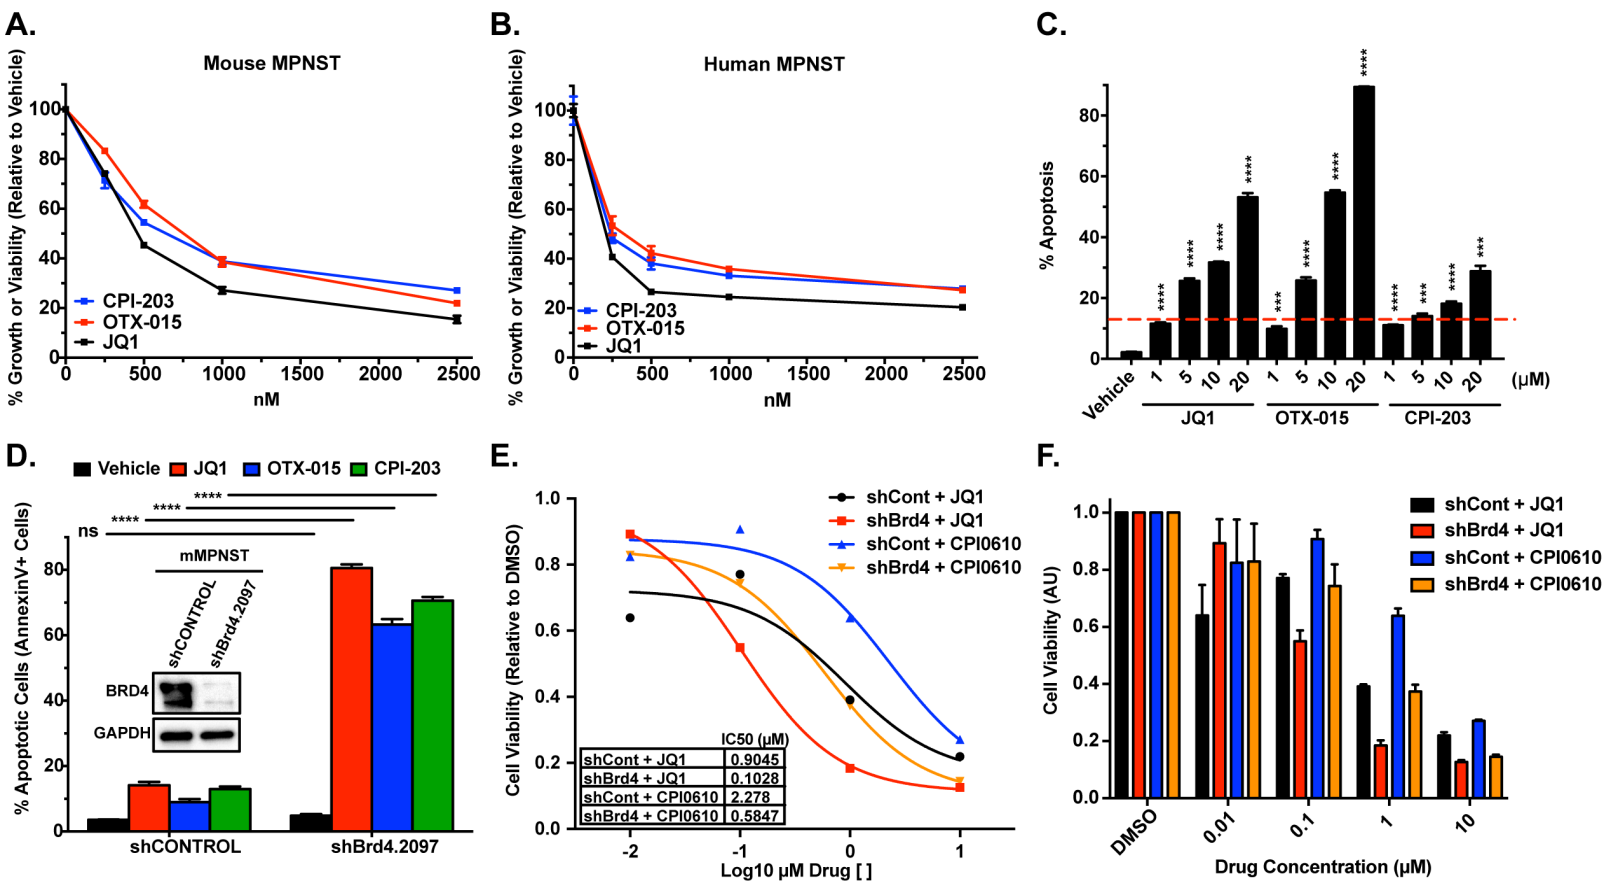 A.
Mouse MPNST
% Growth or Viability (Relative to Vehicle)
100
80
60
40
20
0
CPI-203
OTX-015
JQ1
0 500 1000 1500 2000 2500
nM
B.
Human MPNST
% Growth or Viability (Relative to Vehicle)
100
80
60
40
20
0
CPI-203
OTX-015
JQ1
0 500 1000 1500 2000 2500
nM
C.
% Apoptosis
80
60
40
20
0
**** **** **** **** *** **** **** **** **** *** **** ***
Vehicle 1 5 10 20 1 5 10 20 1 5 10 20 (µM)
JQ1 OTX-015 CPI-203
D.
Vehicle JQ1 OTX-015 CPI-203
% Apoptotic Cells (AnnexinV+ Cells)
****
****
****
ns
80
60
40
20
0
mMPNST
shCONTROL shBrd4.2097
BRD4
GAPDH
shCONTROL shBrd4.2097
E.
Cell Viability (Relative to DMSO)
1.0
0.8
0.6
0.4
0.2
0.0
shCont + JQ1
shBrd4 + JQ1
shCont + CPI0610
shBrd4 + CPI0610
IC50 (µM)
shCont + JQ1 0.9045
shBrd4 + JQ1 0.1028
shCont + CPI0610 2.278
shBrd4 + CPI0610 0.5847
-2 -1 0 1
Log10 µM Drug [ ]
F.
Cell Viability (AU)
1.0
0.8
0.6
0.4
0.2
0.0
shCont + JQ1
shBrd4 + JQ1
shCont + CPI0610
shBrd4 + CPI0610
DMSO 0.01 0.1 1 10
Drug Concentration (µM)